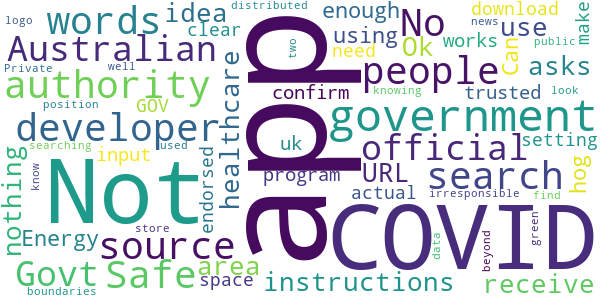 distributed
logo
words
idea
enough
No
download
make
clear
two
use
news
public
Australian
using
Ok
works
Can
Private
well
need
people
asks
authority
healthcare
confirm
trusted
knowing
look
position
GOV
app
government
developer
official
setting
searching
used
input
endorsed
uk
program
URL
search
hog
nothing
know
Not
actual
irresponsible
find
Energy
store
source
area
COVID
data
beyond
green
Govt
Safe
space
instructions
receive
boundaries